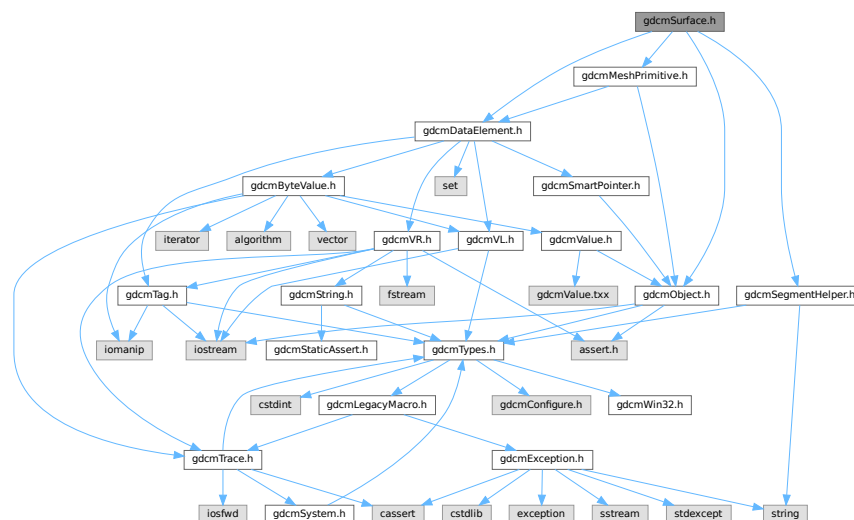 gdcmSurface.h
gdcmMeshPrimitive.h
gdcmDataElement.h
gdcmByteValue.h
set
gdcmSmartPointer.h
iterator
algorithm
vector
gdcmVR.h
gdcmVL.h
gdcmValue.h
gdcmTag.h
gdcmString.h
fstream
gdcmValue.txx
gdcmObject.h
gdcmSegmentHelper.h
iomanip
iostream
gdcmStaticAssert.h
gdcmTypes.h
assert.h
cstdint
gdcmLegacyMacro.h
gdcmConfigure.h
gdcmWin32.h
gdcmTrace.h
gdcmException.h
iosfwd
gdcmSystem.h
cassert
cstdlib
exception
sstream
stdexcept
string